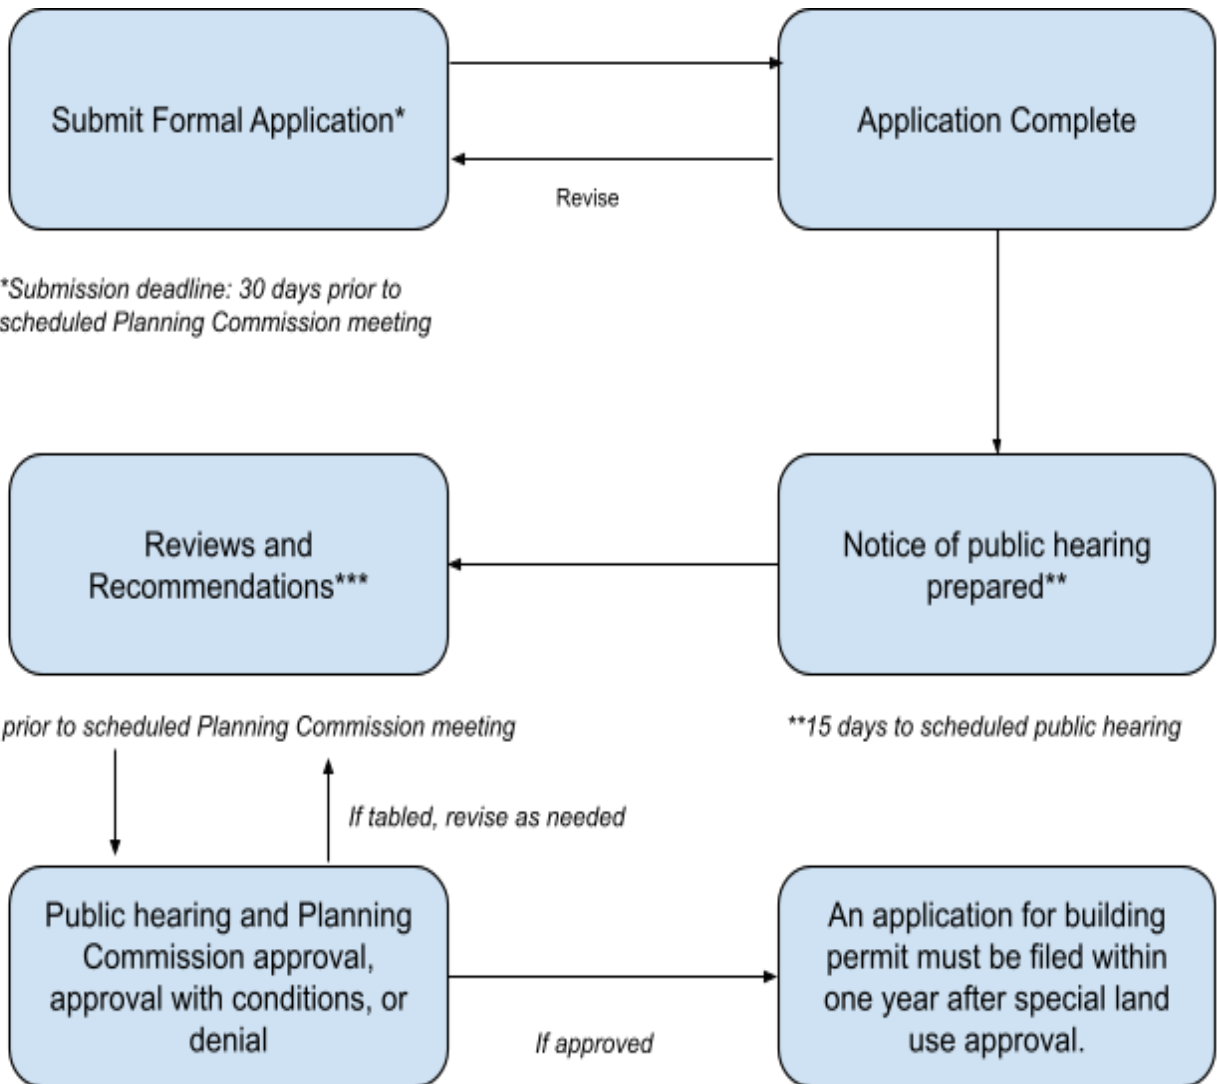 Submit Formal Application*
Application Complete
Revise
*Submission deadline: 30 days prior to
scheduled Planning Commission meeting
Reviews and
Recommendations***
Notice of public hearing
prepared**
prior to scheduled Planning Commission meeting
**15 days to scheduled public hearing
If tabled, revise as needed
Public hearing and Planning
Commission approval,
approval with conditions, or
denial
If approved
An application for building
permit must be filed within
one year after special land
use approval.